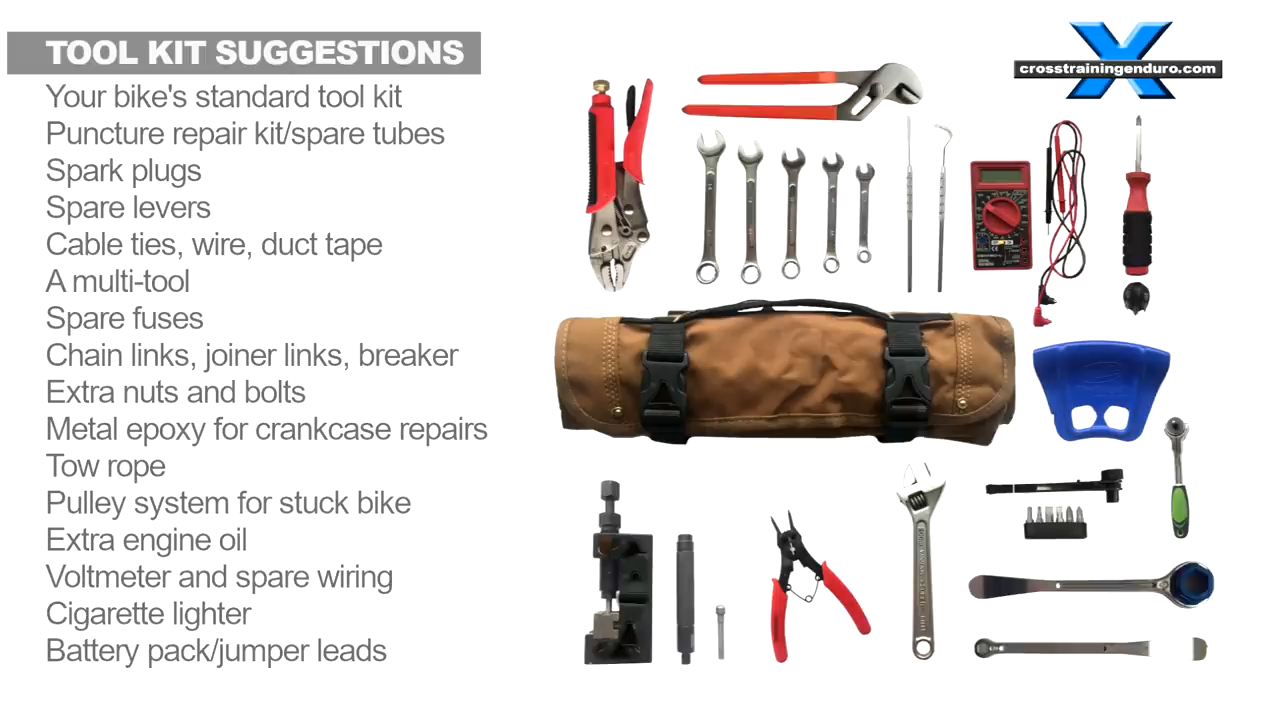 TOOL KIT SUGGESTIONS
Your bike's standard tool kit
Puncture repair kit/spare tubes
Spark plugs
Spare levers
Cable ties, wire, duct tape
A multi-tool
Spare fuses
Chain links, joiner links, breaker
Extra nuts and bolts
Metal epoxy for crankcase repairs
Tow rope
Pulley system for stuck bike
Extra engine oil
Voltmeter and spare wiring
Cigarette lighter
Battery pack/jumper leads
X
crosstrainingenduro.com